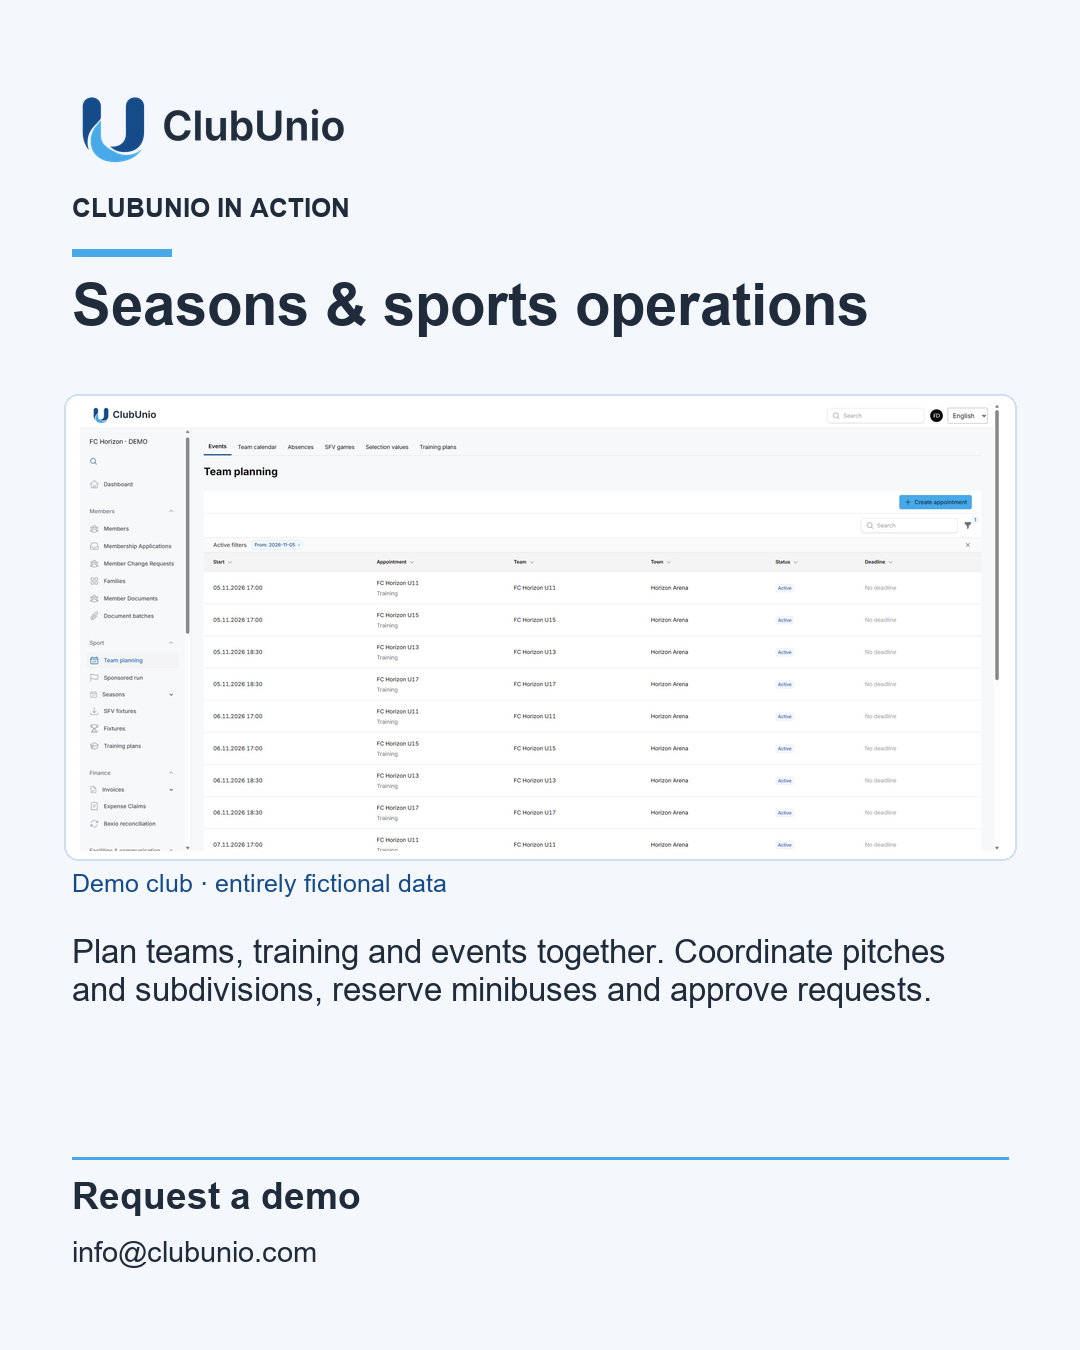 ClubUnio
CLUBUNIO IN ACTION
Seasons & sports operations
ClubUnio
Search
FD
English
FC Horizon · DEMO
Dashboard
Members
Members
Membership Applications
Member Change Requests
Families
Member Documents
Document batches
Sport
Team planning
Sponsored run
Seasons
SFV fixtures
Fixtures
Training plans
Finance
Invoices
Expense Claims
Bexio reconciliation
Facilities & communication
Events Team calendar Absences SFV games Selection values Training plans
Team planning
+ Create appointment
Search
1
Active filters From: 2026-11-05 ×
Start Appointment Team Town Status Deadline
05.11.2026 17:00 FC Horizon U11 FC Horizon U11 Horizon Arena Active No deadline
Training
05.11.2026 17:00 FC Horizon U15 FC Horizon U15 Horizon Arena Active No deadline
Training
05.11.2026 18:30 FC Horizon U13 FC Horizon U13 Horizon Arena Active No deadline
Training
05.11.2026 18:30 FC Horizon U17 FC Horizon U17 Horizon Arena Active No deadline
Training
06.11.2026 17:00 FC Horizon U11 FC Horizon U11 Horizon Arena Active No deadline
Training
06.11.2026 17:00 FC Horizon U15 FC Horizon U15 Horizon Arena Active No deadline
Training
06.11.2026 18:30 FC Horizon U13 FC Horizon U13 Horizon Arena Active No deadline
Training
06.11.2026 18:30 FC Horizon U17 FC Horizon U17 Horizon Arena Active No deadline
Training
07.11.2026 17:00 FC Horizon U11 FC Horizon U11 Horizon Arena Active No deadline
Training
Demo club · entirely fictional data
Plan teams, training and events together. Coordinate pitches
and subdivisions, reserve minibuses and approve requests.
Request a demo
info@clubunio.com